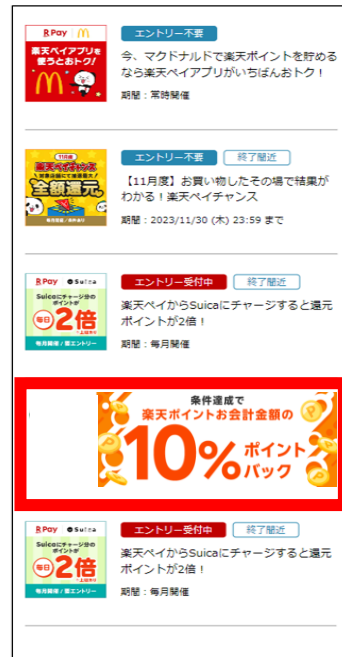 R Pay M
楽天ペイアプリを
使うとおトク!
エントリー不要
今、マクドナルドで楽天ポイントを貯める
なら楽天ペイアプリがいちばんおトク!
期間：常時開催
11月度
楽天ペイチャンス
全額還元
エントリー不要 終了間近
【11月度】お買い物したその場で結果が
わかる!楽天ペイチャンス
期間：2023/11/30 (木) 23:59 まで
R Pay Suica
Suicaにチャージ分の
ポイントが
毎日2倍
毎月開催/要エントリー
エントリー受付中 終了間近
楽天ペイからSuicaにチャージすると還元
ポイントが2倍!
期間：毎月開催
条件達成で
楽天ポイントお会計金額の
10%ポイント
バック
R Pay Suica
Suicaにチャージ分の
ポイントが
毎日2倍
毎月開催/要エントリー
エントリー受付中 終了間近
楽天ペイからSuicaにチャージすると還元
ポイントが2倍!
期間：毎月開催